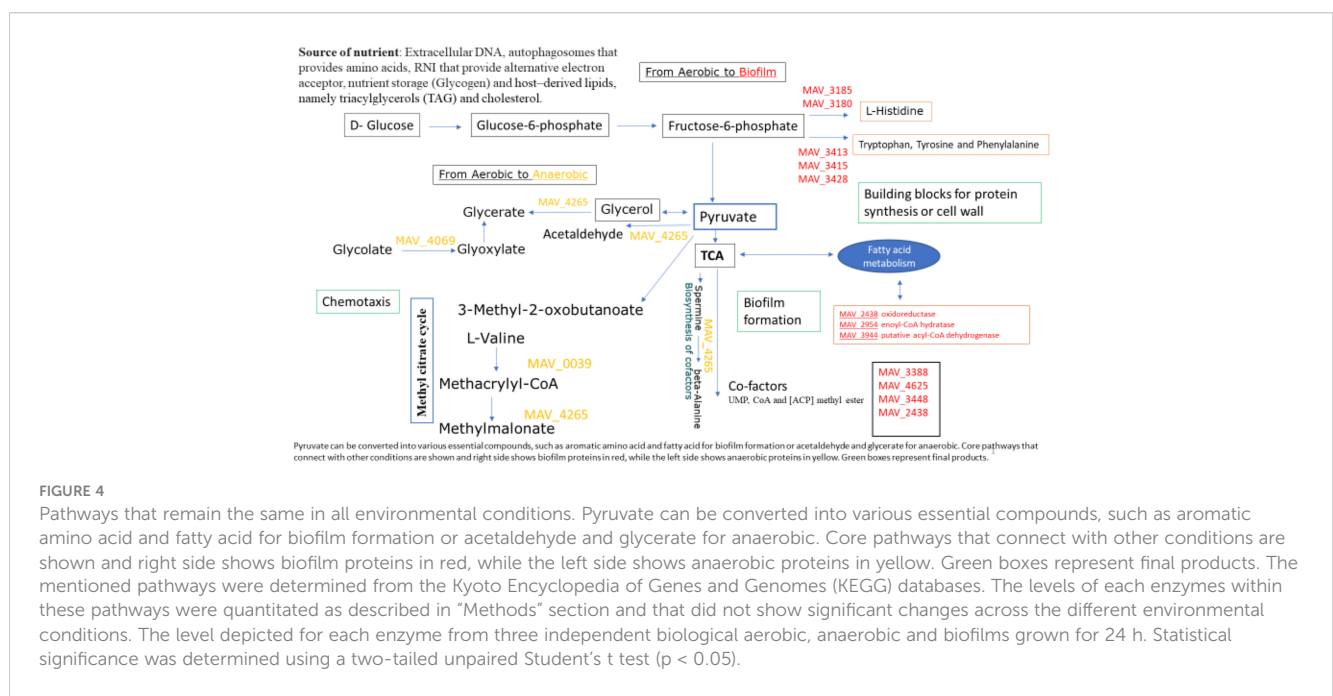 Source of nutrient: Extracellular DNA, autophagosomes that
provides amino acids, RNI that provide alternative electron
acceptor, nutrient storage (Glycogen) and host–derived lipids,
namely triacylglycerols (TAG) and cholesterol.
From Aerobic to Biofilm
MAV_3185
MAV_3180
L-Histidine
D- Glucose
Glucose-6-phosphate
Fructose-6-phosphate
Tryptophan, Tyrosine and Phenylalanine
MAV_3413
MAV_3415
MAV_3428
From Aerobic to Anaerobic
Building blocks for protein
synthesis or cell wall
MAV_4265
Glycerate
Glycerol
Pyruvate
Acetaldehyde
MAV_4265
MAV_4069
Glycolate
Glyoxylate
TCA
Fatty acid
metabolism
Chemotaxis
Methyl citrate cycle
3-Methyl-2-oxobutanoate
L-Valine
MAV_0039
Methacrylyl-CoA
MAV_4265
Methylmalonate
Spermine
Biosynthesis of cofactors
MAV_4265
beta-Alanine
Biofilm
formation
MAV_2438 oxidoreductase
MAV_2954 enoyl-CoA hydratase
MAV_3944 putative acyl-CoA dehydrogenase
Co-factors
UMP, CoA and [ACP] methyl ester
MAV_3388
MAV_4625
MAV_3448
MAV_2438
Pyruvate can be converted into various essential compounds, such as aromatic amino acid and fatty acid for biofilm formation or acetaldehyde and glycerate for anaerobic. Core pathways that
connect with other conditions are shown and right side shows biofilm proteins in red, while the left side shows anaerobic proteins in yellow. Green boxes represent final products.
FIGURE 4
Pathways that remain the same in all environmental conditions. Pyruvate can be converted into various essential compounds, such as aromatic
amino acid and fatty acid for biofilm formation or acetaldehyde and glycerate for anaerobic. Core pathways that connect with other conditions are
shown and right side shows biofilm proteins in red, while the left side shows anaerobic proteins in yellow. Green boxes represent final products. The
mentioned pathways were determined from the Kyoto Encyclopedia of Genes and Genomes (KEGG) databases. The levels of each enzymes within
these pathways were quantitated as described in “Methods” section and that did not show significant changes across the different environmental
conditions. The level depicted for each enzyme from three independent biological aerobic, anaerobic and biofilms grown for 24 h. Statistical
significance was determined using a two-tailed unpaired Student’s t test (p < 0.05).